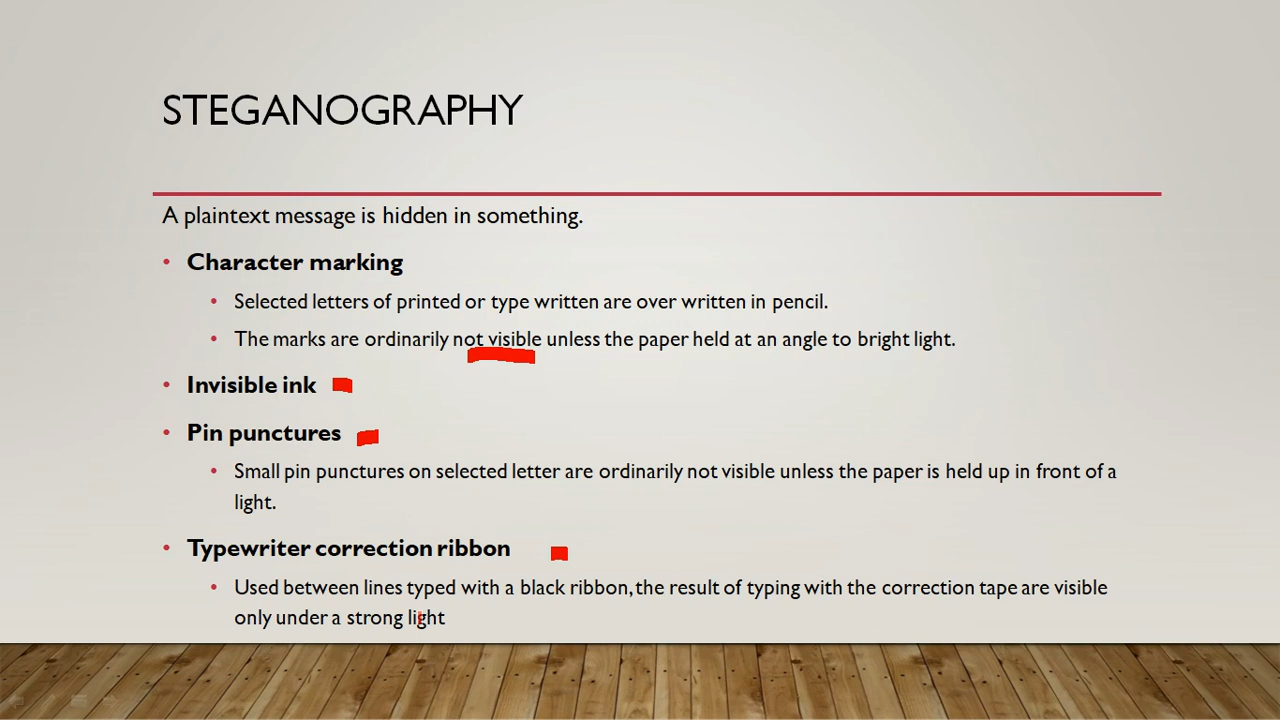 STEGANOGRAPHY
A plaintext message is hidden in something.
• Character marking
• Selected letters of printed or type written are over written in pencil.
• The marks are ordinarily not visible unless the paper held at an angle to bright light.
• Invisible ink
• Pin punctures
• Small pin punctures on selected letter are ordinarily not visible unless the paper is held up in front of a
light.
• Typewriter correction ribbon
• Used between lines typed with a black ribbon, the result of typing with the correction tape are visible
only under a strong light